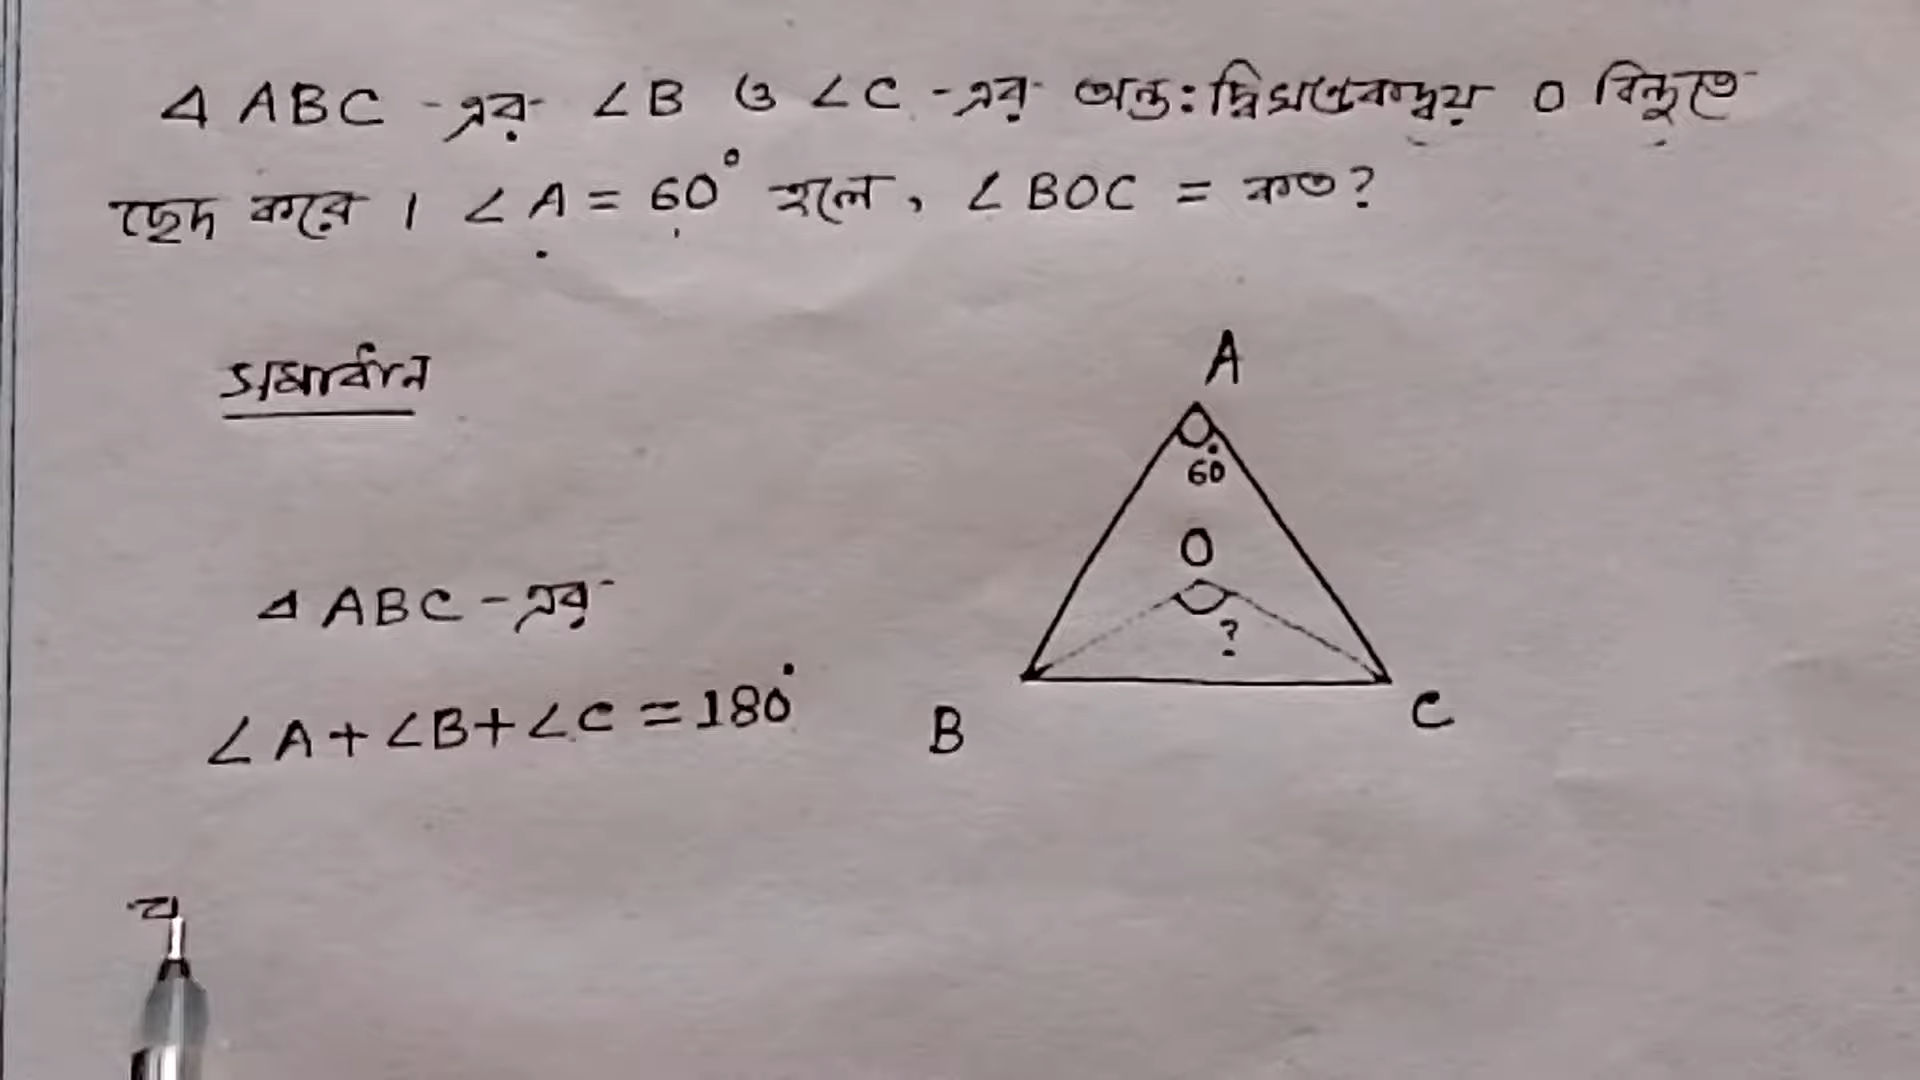 △ ABC -এর ∠B ও ∠C -এর অন্ত:দ্বিখণ্ডকদ্বয় O বিন্দুতে
ছেদ করে । ∠A = 60° হলে, ∠BOC = কত?
সমাধান
A
60°
O
?
B
C
△ ABC-এর
∠A+∠B+∠C=180°